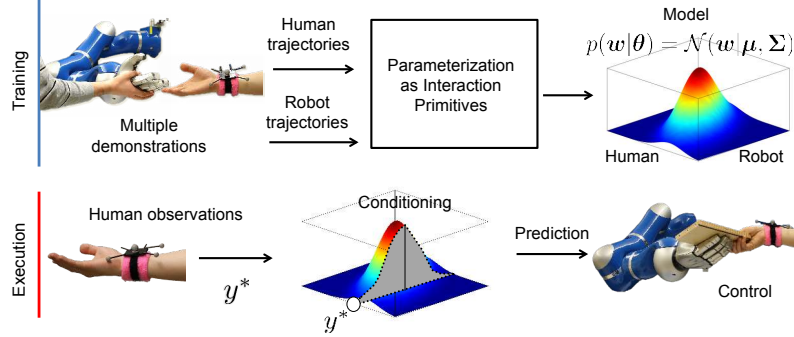 Training
Multiple
demonstrations
Human
trajectories
Robot
trajectories
Parameterization
as Interaction
Primitives
Model
p(w|θ) = 𝒩(w|μ, Σ)
Human
Robot
Execution
Human observations
y*
Conditioning
y*
Prediction
Control